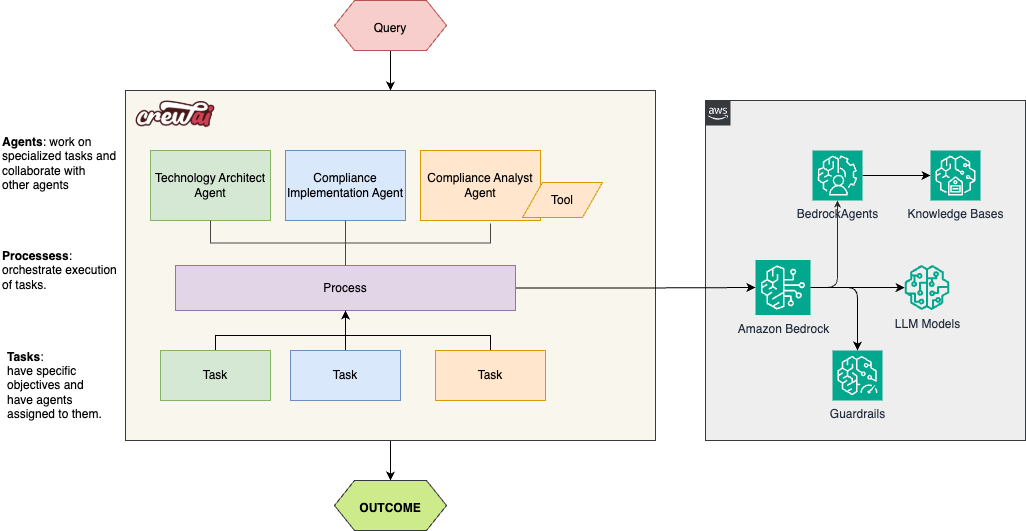 Query
crewai
aws
Agents: work on
specialized tasks and
collaborate with
other agents
Technology Architect
Agent
Compliance
Implementation Agent
Compliance Analyst
Agent
Tool
BedrockAgents
Knowledge Bases
Processess:
orchestrate execution
of tasks.
Process
Amazon Bedrock
LLM Models
Tasks:
have specific
objectives and
have agents
assigned to them.
Task
Task
Task
Guardrails
OUTCOME